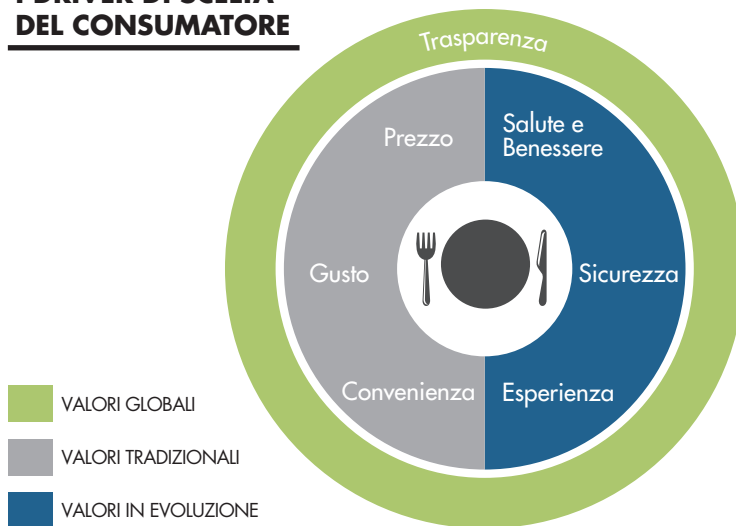 DEL CONSUMATORE
Trasparenza
Prezzo
Salute e
Benessere
Gusto
Sicurezza
Convenienza
Esperienza
VALORI GLOBALI
VALORI TRADIZIONALI
VALORI IN EVOLUZIONE